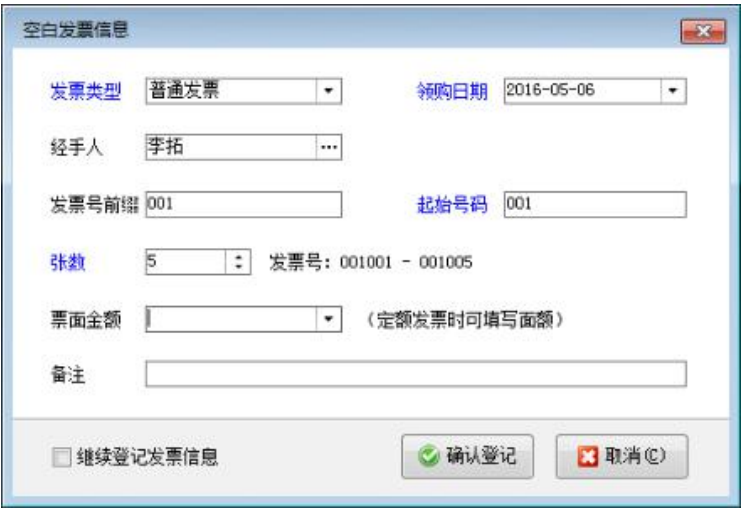 空白发票信息
发票类型 普通发票 领购日期 2016-05-06
经手人 李拓 ...
发票号前缀 001 起始号码 001
张数 5 发票号: 001001 - 001005
票面金额 (定额发票时可填写面额)
备注
继续登记发票信息 确认登记 取消(C)